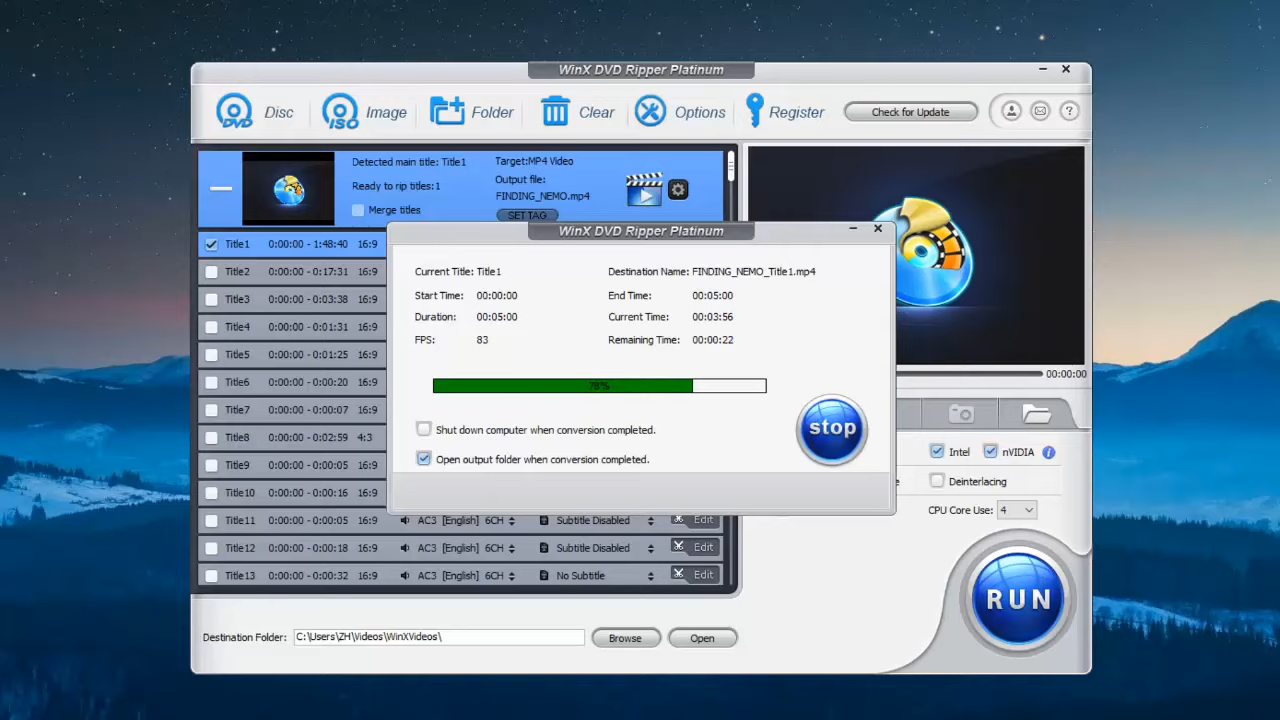 WinX DVD Ripper Platinum
DVD Disc ISO Image Folder Clear Options Register Check for Update ?
Detected main title: Title1 Target:MP4 Video
Ready to rip titles:1 Output file:
FINDING_NEMO.mp4
Merge titles SET TAG
WinX DVD Ripper Platinum
Title1 0:00:00 - 1:48:40 16:9
Title2 0:00:00 - 0:17:31 16:9
Title3 0:00:00 - 0:03:38 16:9
Title4 0:00:00 - 0:01:31 16:9
Title5 0:00:00 - 0:01:25 16:9
Title6 0:00:00 - 0:00:20 16:9
Title7 0:00:00 - 0:00:07 16:9
Title8 0:00:00 - 0:02:59 4:3
Title9 0:00:00 - 0:00:05 16:9
Title10 0:00:00 - 0:00:16 16:9
Title11 0:00:00 - 0:00:05 16:9 AC3 [English] 6CH Subtitle Disabled Edit
Title12 0:00:00 - 0:00:18 16:9 AC3 [English] 6CH Subtitle Disabled Edit
Title13 0:00:00 - 0:00:32 16:9 AC3 [English] 6CH No Subtitle Edit
Current Title: Title1 Destination Name: FINDING_NEMO_Title1.mp4
Start Time: 00:00:00 End Time: 00:05:00
Duration: 00:05:00 Current Time: 00:03:56
FPS: 83 Remaining Time: 00:00:22
78%
Shut down computer when conversion completed.
Open output folder when conversion completed.
stop
00:00:00
Intel nVIDIA i
Deinterlacing
CPU Core Use: 4
RUN
Destination Folder: C:\Users\ZH\Videos\WinXVideos\ Browse Open